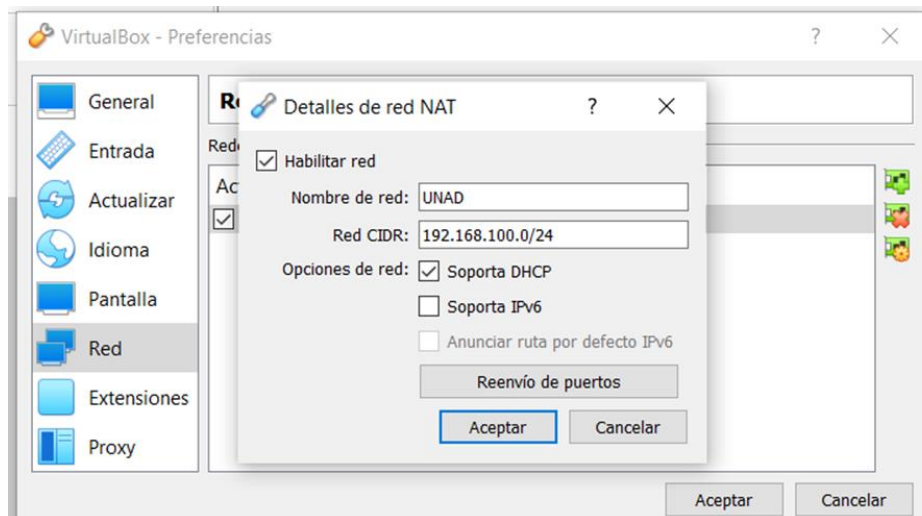 VirtualBox - Preferencias
General
Entrada
Actualizar
Idioma
Pantalla
Red
Extensiones
Proxy
Detalles de red NAT
Habilitar red
Nombre de red: UNAD
Red CIDR: 192.168.100.0/24
Opciones de red: Soporta DHCP
Soporta IPv6
Anunciar ruta por defecto IPv6
Reenvío de puertos
Aceptar Cancelar
Aceptar Cancelar